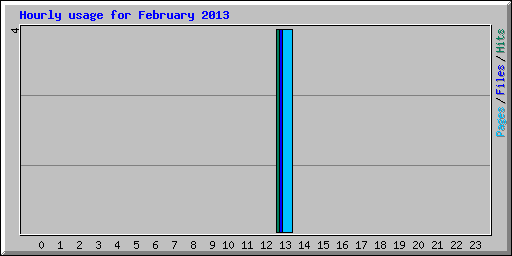 Hourly usage for February 2013
4
Pages/Files/Hits
0 1 2 3 4 5 6 7 8 9 10 11 12 13 14 15 16 17 18 19 20 21 22 23